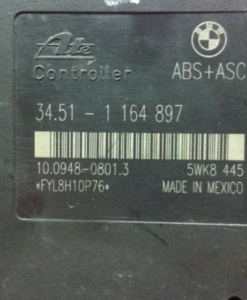 Ate
BMW
Controller ABS+ASC
34.51 - 1 164 897
10.0948-0801.3 5WK8 445
*FYL8H10P76* MADE IN MEXICO